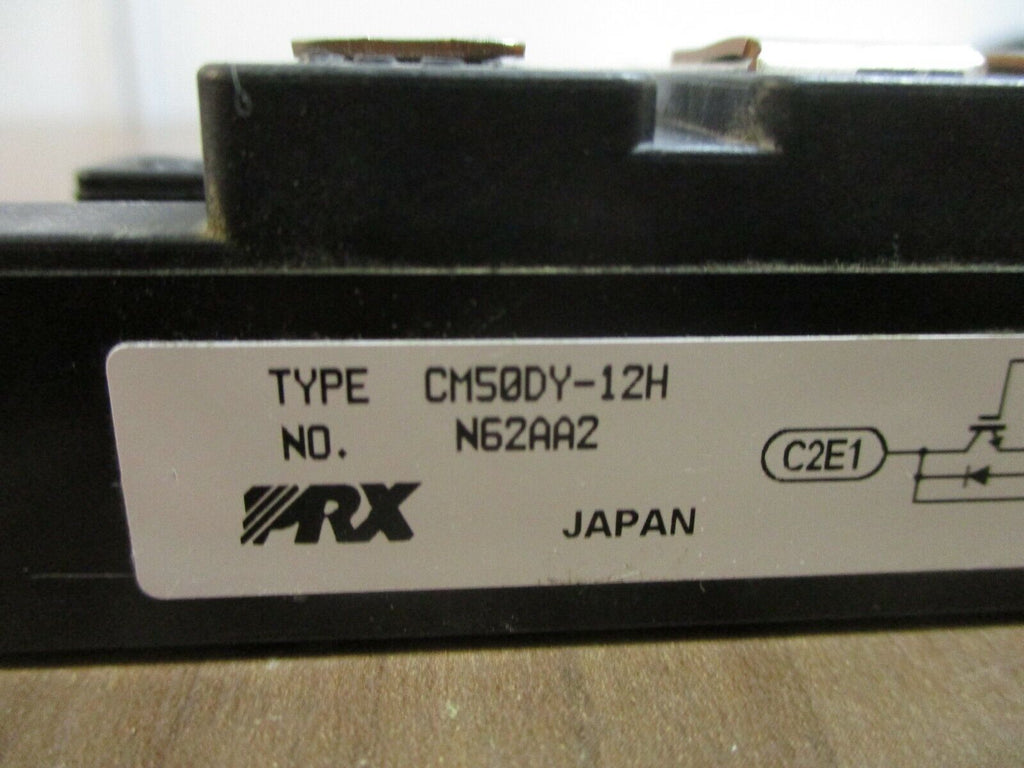 TYPE CM50DY-12H
NO. N62AA2
C2E1
PRX
JAPAN